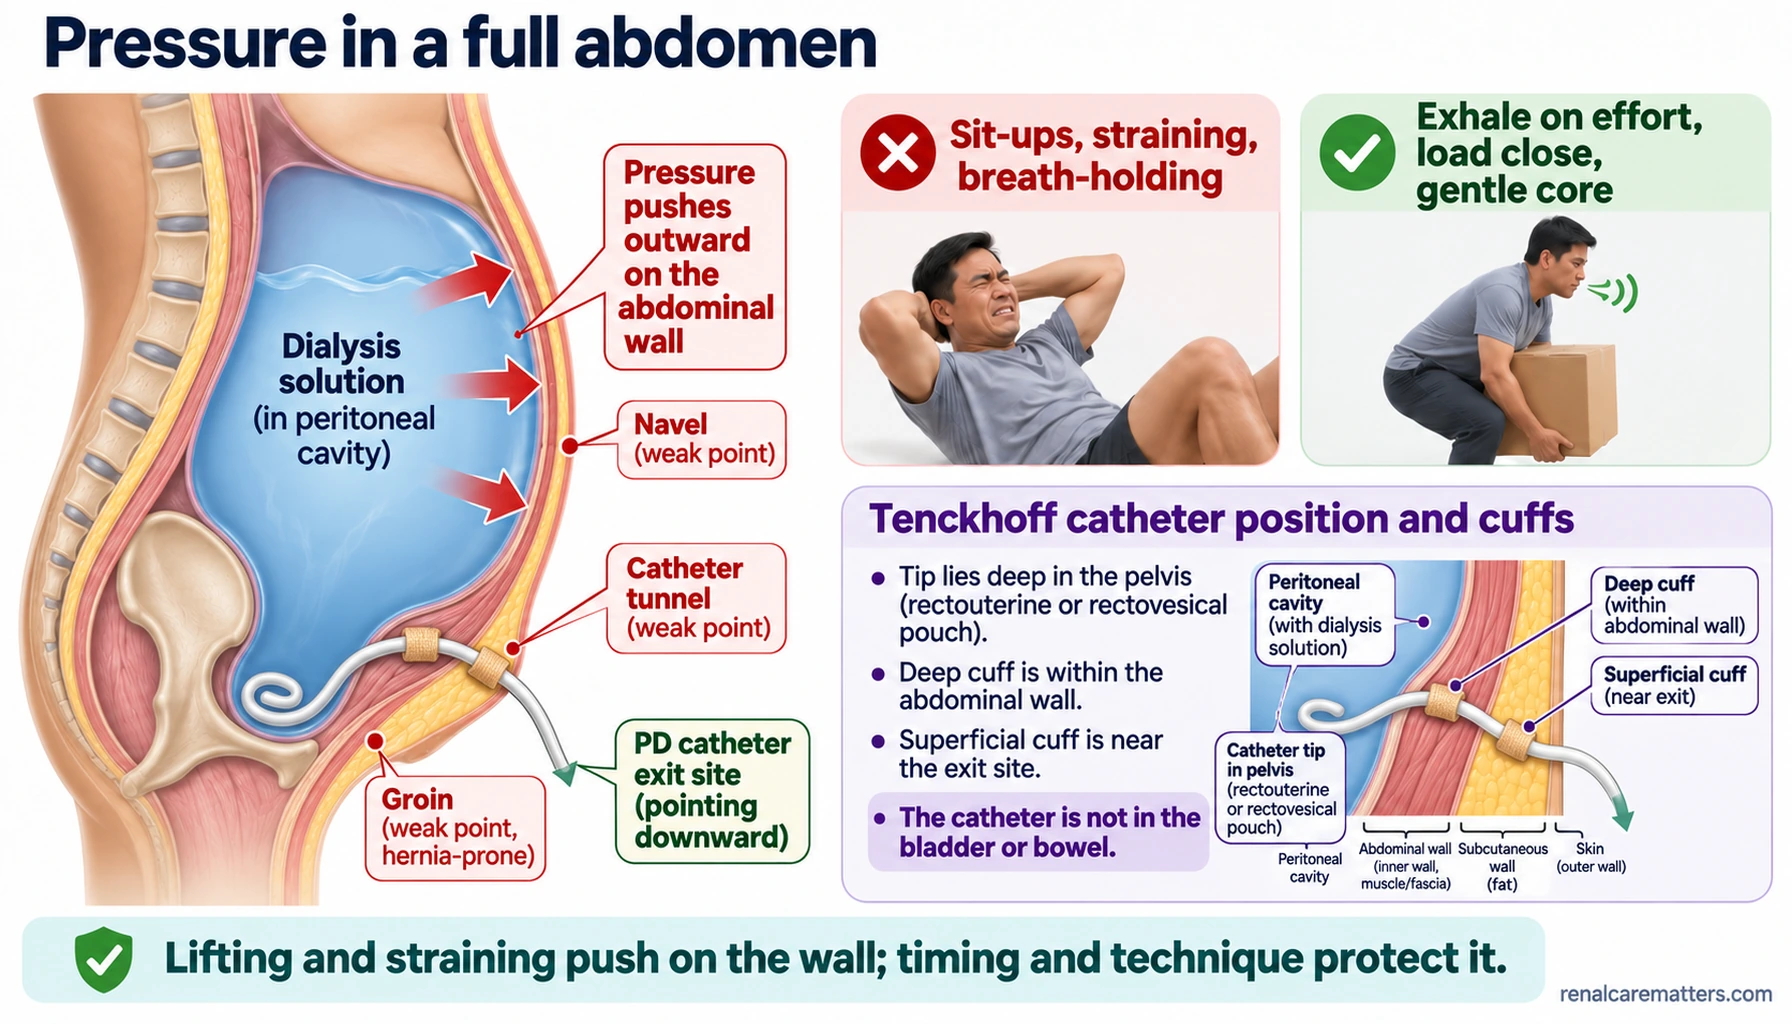 Pressure in a full abdomen
Pressure
pushes
outward
on the
abdominal
wall
Dialysis
solution
(in peritoneal
cavity)
Navel
(weak point)
Catheter
tunnel
(weak point)
PD catheter
exit site
(pointing
downward)
Groin
(weak point,
hernia-prone)
Sit-ups, straining,
breath-holding
Exhale on effort,
load close,
gentle core
Tenckhoff catheter position and cuffs
• Tip lies deep in the pelvis
(rectouterine or rectovesical
pouch).
• Deep cuff is within the
abdominal wall.
• Superficial cuff is near
the exit site.
• The catheter is not in the
bladder or bowel.
Peritoneal
cavity
(with dialysis
solution)
Deep cuff
(within
abdominal wall)
Superficial cuff
(near exit)
Catheter tip
in pelvis
(rectouterine
or rectovesical
pouch)
Peritoneal
cavity
Abdominal wall
(inner wall,
muscle/fascia)
Subcutaneous
wall
(fat)
Skin
(outer wall)
Lifting and straining push on the wall; timing and technique protect it.
renalcarematters.com